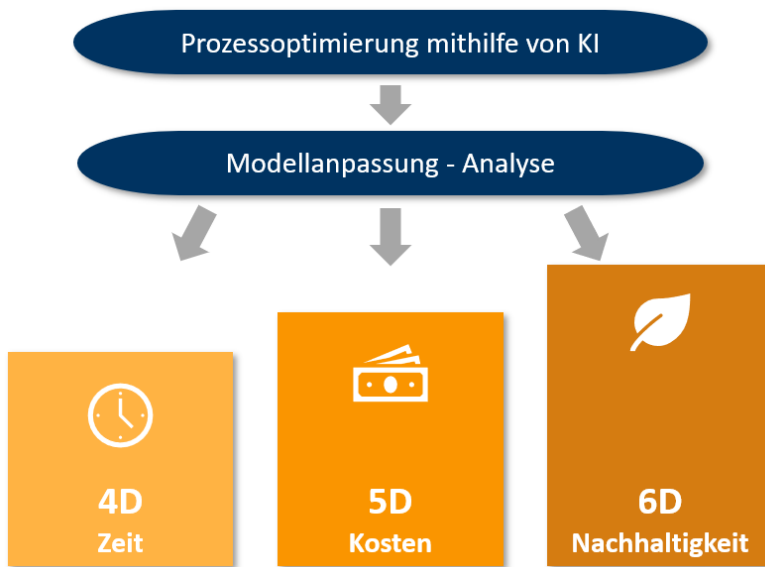 Prozessoptimierung mithilfe von KI
Modellanpassung - Analyse
4D
Zeit
5D
Kosten
6D
Nachhaltigkeit